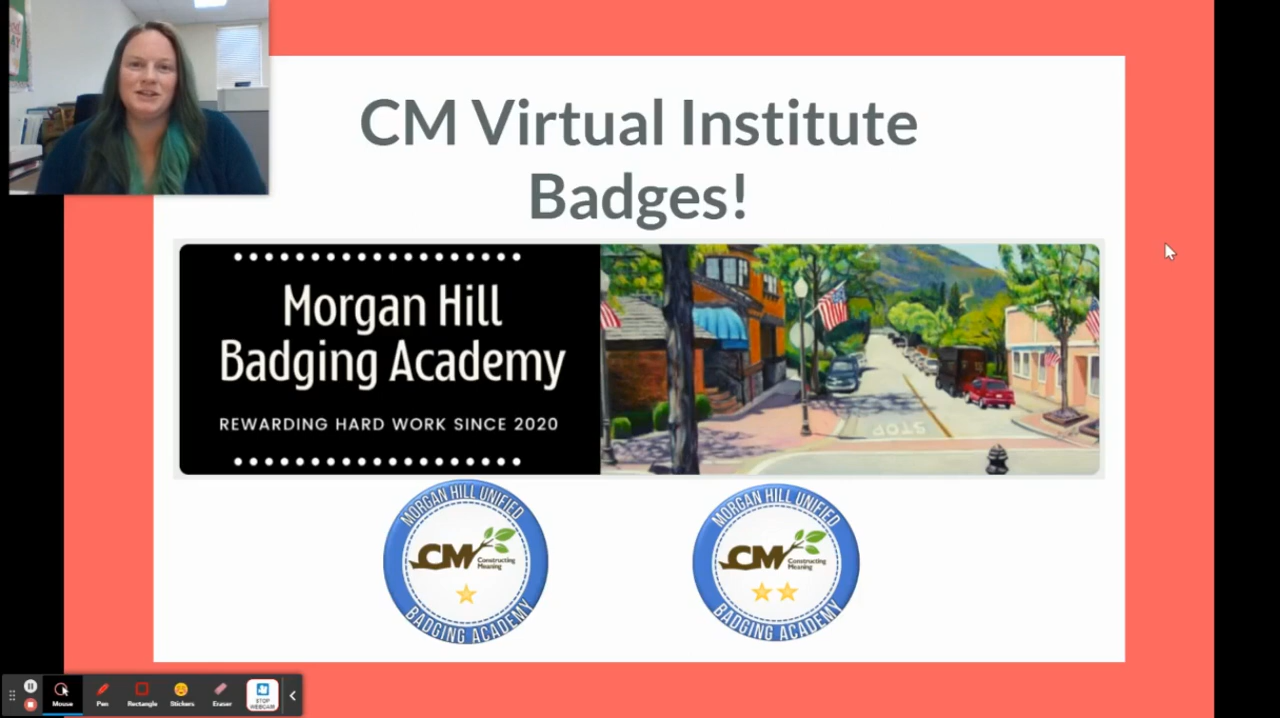 CM Virtual Institute
Badges!
Morgan Hill
Badging Academy
REWARDING HARD WORK SINCE 2020
STOP
MORGAN HILL UNIFIED
CM
Constructing
Meaning
BADGING ACADEMY
MORGAN HILL UNIFIED
CM
Constructing
Meaning
BADGING ACADEMY
Mouse
Pen
Rectangle
Stickers
Eraser
STOP
WEBCAM